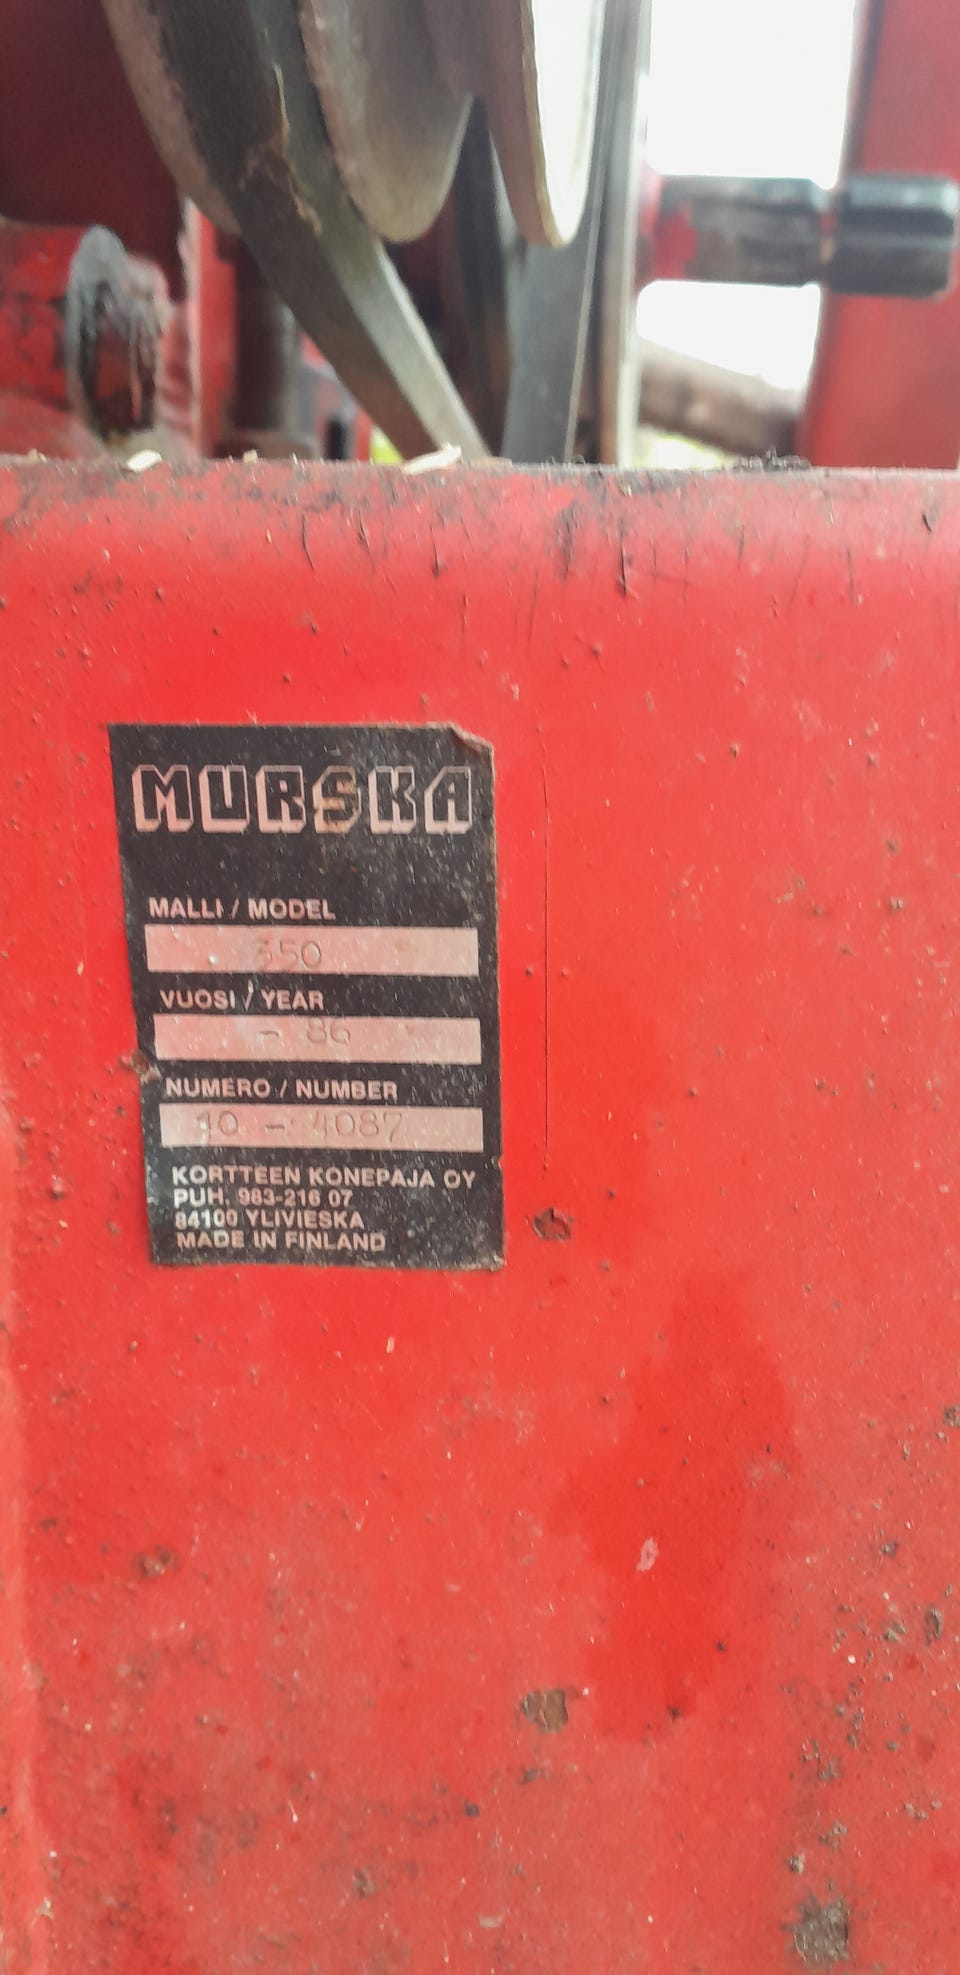 MURSKA
MALLI / MODEL
350
VUOSI / YEAR
- 86
NUMERO / NUMBER
10 - 4087
KORTTEEN KONEPAJA OY
PUH. 983-216 07
84100 YLIVIESKA
MADE IN FINLAND